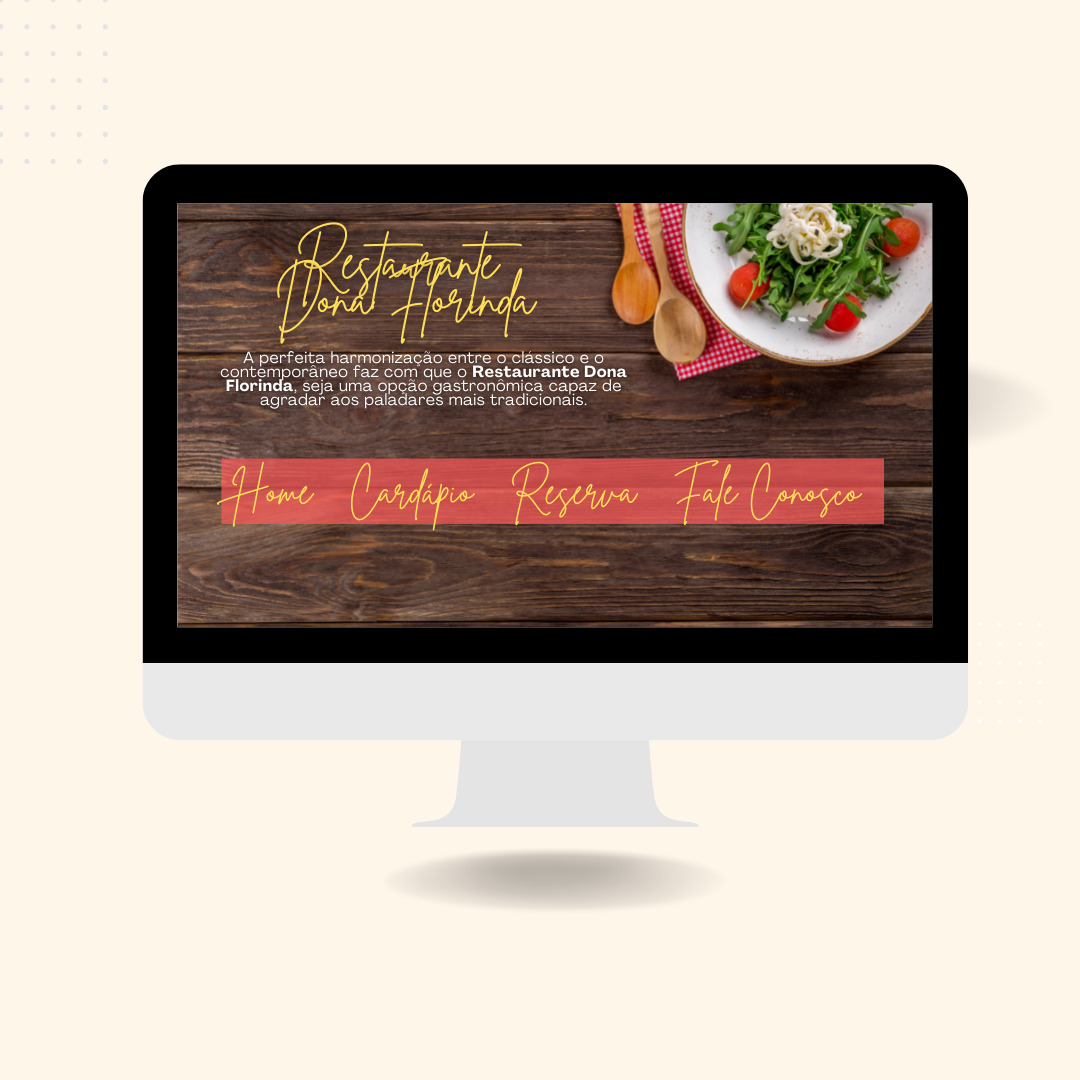 Restaurante
Dona Florinda
A perfeita harmonização entre o clássico e o
contemporâneo faz com que o Restaurante Dona
Florinda, seja uma opção gastronômica capaz de
agradar aos paladares mais tradicionais.
Home Cardápio Reserva Fale Conosco